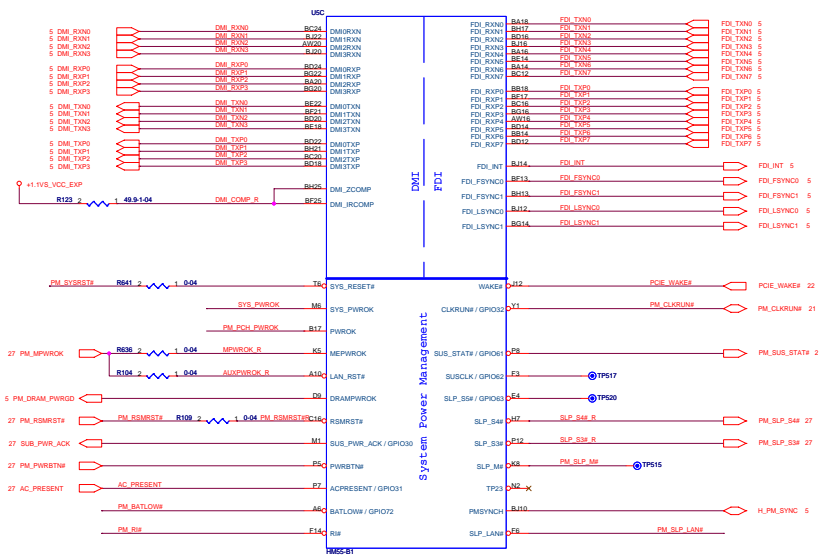 U5C
5 DMI_RXN0 DMI_RXN0 BC24 DMI0RXN FDI_RXN0 BA18 FDI_TXN0 FDI_TXN0 5
5 DMI_RXN1 DMI_RXN1 BJ22 DMI1RXN FDI_RXN1 BH17 FDI_TXN1 FDI_TXN1 5
5 DMI_RXN2 DMI_RXN2 AW20 DMI2RXN FDI_RXN2 BD16 FDI_TXN2 FDI_TXN2 5
5 DMI_RXN3 DMI_RXN3 BJ20 DMI3RXN FDI_RXN3 BJ16 FDI_TXN3 FDI_TXN3 5
FDI_RXN4 BA16 FDI_TXN4 FDI_TXN4 5
5 DMI_RXP0 DMI_RXP0 BD24 DMI0RXP FDI_RXN5 BE14 FDI_TXN5 FDI_TXN5 5
5 DMI_RXP1 DMI_RXP1 BG22 DMI1RXP FDI_RXN6 BA14 FDI_TXN6 FDI_TXN6 5
5 DMI_RXP2 DMI_RXP2 BA20 DMI2RXP FDI_RXN7 BC12 FDI_TXN7 FDI_TXN7 5
5 DMI_RXP3 DMI_RXP3 BG20 DMI3RXP FDI_RXP0 BB18 FDI_TXP0 FDI_TXP0 5
FDI_RXP1 BF17 FDI_TXP1 FDI_TXP1 5
5 DMI_TXN0 DMI_TXN0 BE22 DMI0TXN FDI_RXP2 BC16 FDI_TXP2 FDI_TXP2 5
5 DMI_TXN1 DMI_TXN1 BF21 DMI1TXN FDI_RXP3 BG16 FDI_TXP3 FDI_TXP3 5
5 DMI_TXN2 DMI_TXN2 BD20 DMI2TXN FDI_RXP4 AW16 FDI_TXP4 FDI_TXP4 5
5 DMI_TXN3 DMI_TXN3 BE18 DMI3TXN FDI_RXP5 BD14 FDI_TXP5 FDI_TXP5 5
FDI_RXP6 BB14 FDI_TXP6 FDI_TXP6 5
5 DMI_TXP0 DMI_TXP0 BD22 DMI0TXP FDI_RXP7 BD12 FDI_TXP7 FDI_TXP7 5
5 DMI_TXP1 DMI_TXP1 BH21 DMI1TXP
5 DMI_TXP2 DMI_TXP2 BC20 DMI2TXP
5 DMI_TXP3 DMI_TXP3 BD18 DMI3TXP FDI_INT BJ14 FDI_INT FDI_INT 5
DMI FDI
FDI_FSYNC0 BF13 FDI_FSYNC0 FDI_FSYNC0 5
+1.1VS_VCC_EXP BH25 DMI_ZCOMP FDI_FSYNC1 BH13 FDI_FSYNC1 FDI_FSYNC1 5
R123 2 1 49.9-1-04 DMI_COMP_R BF25 DMI_IRCOMP FDI_LSYNC0 BJ12 FDI_LSYNC0 FDI_LSYNC0 5
FDI_LSYNC1 BG14 FDI_LSYNC1 FDI_LSYNC1 5
PM_SYSRST# R641 2 1 0-04 T6 SYS_RESET# WAKE# J12 PCIE_WAKE# PCIE_WAKE# 22
SYS_PWROK M6 SYS_PWROK CLKRUN# / GPIO32 Y1 PM_CLKRUN# PM_CLKRUN# 21
PM_PCH_PWROK B17 PWROK
System Power Management
27 PM_MPWROK R636 2 1 0-04 MPWROK_R K5 MEPWROK SUS_STAT# / GPIO61 P8 PM_SUS_STAT# 2
R104 2 1 0-04 AUXPWROK_R A10 LAN_RST# SUSCLK / GPIO62 F3 TP517
5 PM_DRAM_PWRGD D9 DRAMPWROK SLP_S5# / GPIO63 E4 TP520
27 PM_RSMRST# PM_RSMRST# R109 2 1 0-04 PM_RSMRST#R C16 RSMRST# SLP_S4# H7 SLP_S4#_R PM_SLP_S4# 27
27 SUB_PWR_ACK M1 SUS_PWR_ACK / GPIO30 SLP_S3# P12 SLP_S3#_R PM_SLP_S3# 27
27 PM_PWRBTN# P5 PWRBTN# SLP_M# K8 PM_SLP_M# TP515
27 AC_PRESENT AC_PRESENT P7 ACPRESENT / GPIO31 TP23 N2
PM_BATLOW# A6 BATLOW# / GPIO72 PMSYNCH BJ10 H_PM_SYNC 5
PM_RI# F14 RI# SLP_LAN# F6 PM_SLP_LAN#
HM55-B1